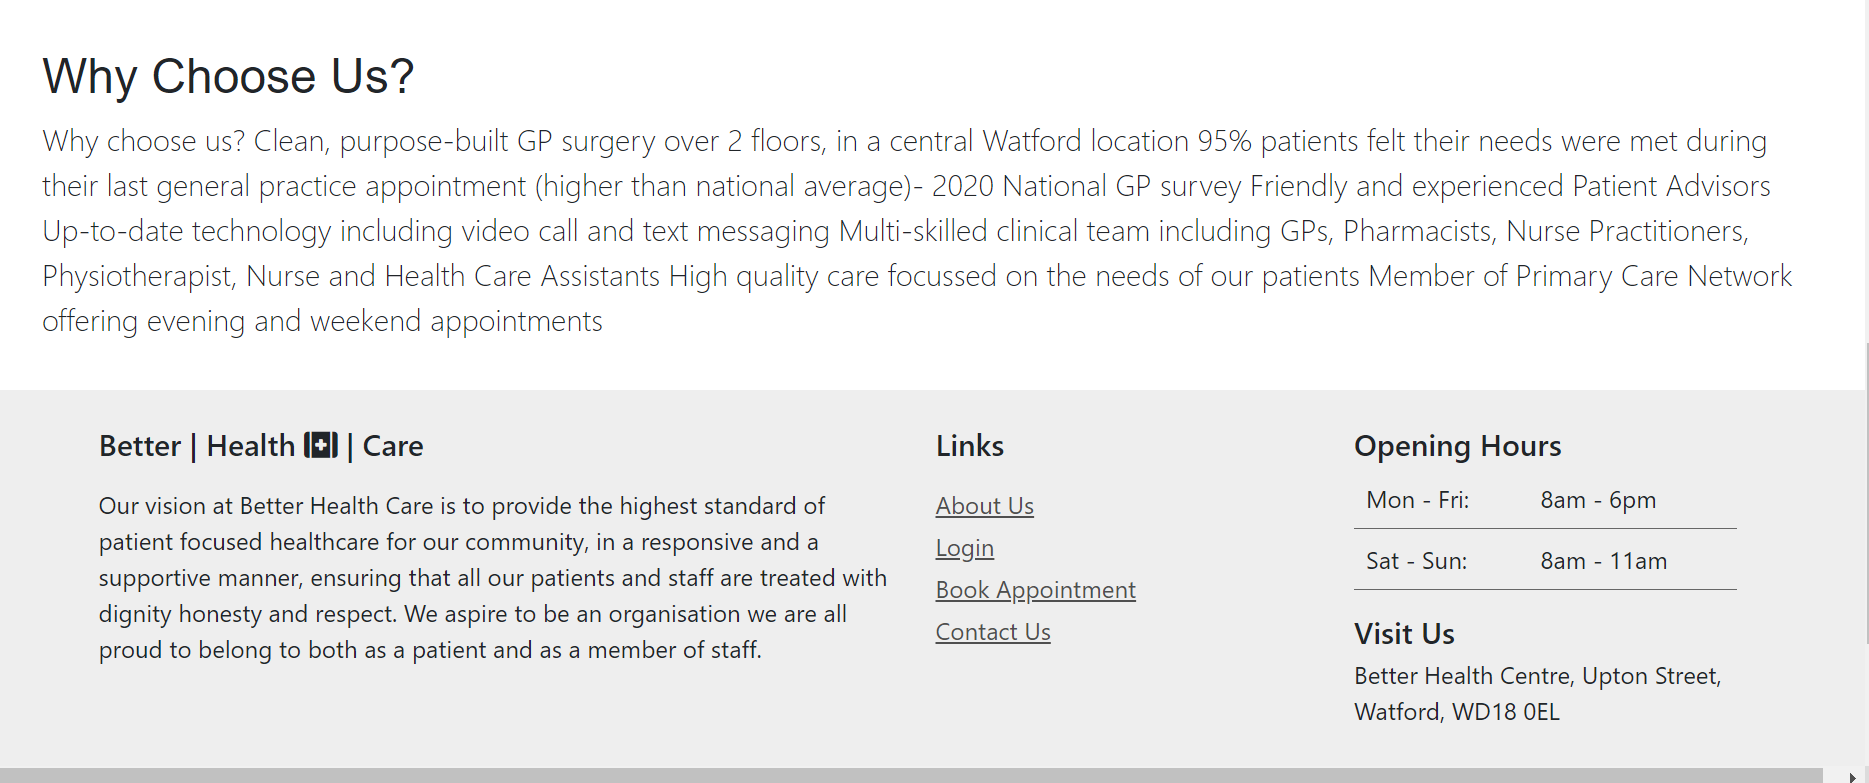 Why Choose Us?
Why choose us? Clean, purpose-built GP surgery over 2 floors, in a central Watford location 95% patients felt their needs were met during
their last general practice appointment (higher than national average)- 2020 National GP survey Friendly and experienced Patient Advisors
Up-to-date technology including video call and text messaging Multi-skilled clinical team including GPs, Pharmacists, Nurse Practitioners,
Physiotherapist, Nurse and Health Care Assistants High quality care focussed on the needs of our patients Member of Primary Care Network
offering evening and weekend appointments
Better | Health | Care
Our vision at Better Health Care is to provide the highest standard of
patient focused healthcare for our community, in a responsive and a
supportive manner, ensuring that all our patients and staff are treated with
dignity honesty and respect. We aspire to be an organisation we are all
proud to belong to both as a patient and as a member of staff.
Links
About Us
Login
Book Appointment
Contact Us
Opening Hours
Mon - Fri: 8am - 6pm
Sat - Sun: 8am - 11am
Visit Us
Better Health Centre, Upton Street,
Watford, WD18 0EL